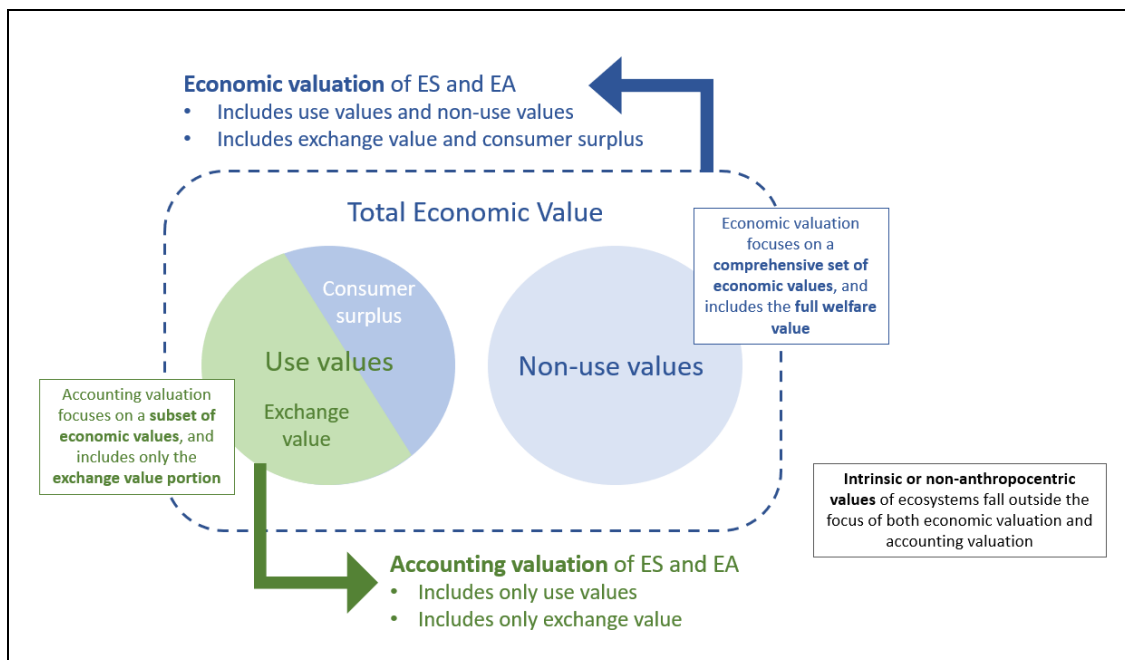 Economic valuation of ES and EA
• Includes use values and non-use values
• Includes exchange value and consumer surplus
Total Economic Value
Economic valuation
focuses on a
comprehensive set of
economic values, and
includes the full welfare
value
Consumer
surplus
Use values
Exchange
value
Non-use values
Accounting valuation
focuses on a subset of
economic values, and
includes only the
exchange value portion
Intrinsic or non-anthropocentric
values of ecosystems fall outside the
focus of both economic valuation and
accounting valuation
Accounting valuation of ES and EA
• Includes only use values
• Includes only exchange value